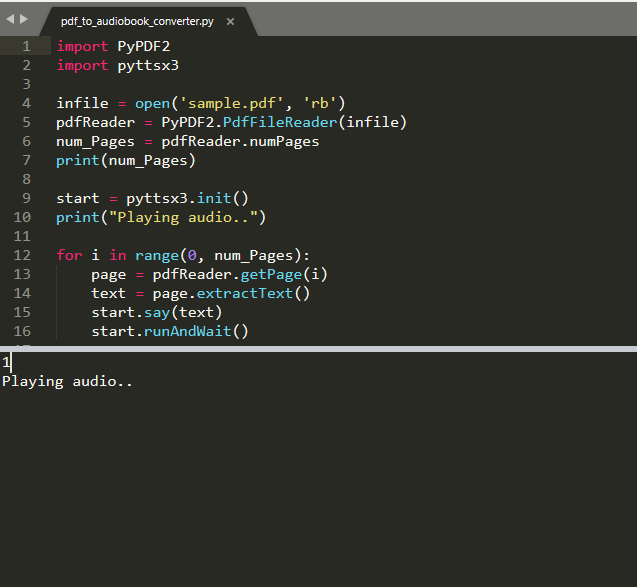 pdf_to_audiobook_converter.py ×
1 import PyPDF2
2 import pyttsx3
3
4 infile = open('sample.pdf', 'rb')
5 pdfReader = PyPDF2.PdfFileReader(infile)
6 num_Pages = pdfReader.numPages
7 print(num_Pages)
8
9 start = pyttsx3.init()
10 print("Playing audio..")
11
12 for i in range(0, num_Pages):
13     page = pdfReader.getPage(i)
14     text = page.extractText()
15     start.say(text)
16     start.runAndWait()
1
Playing audio..